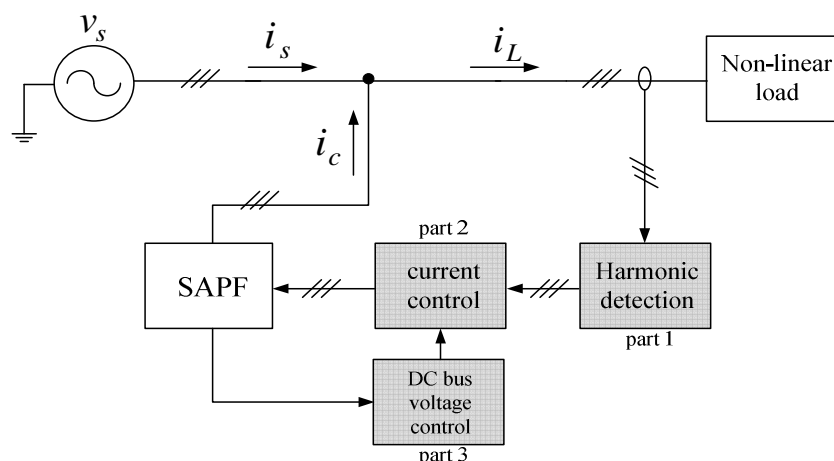 v_s
i_s
i_L
Non-linear
load
i_c
part 2
SAPF
current
control
Harmonic
detection
part 1
DC bus
voltage
control
part 3